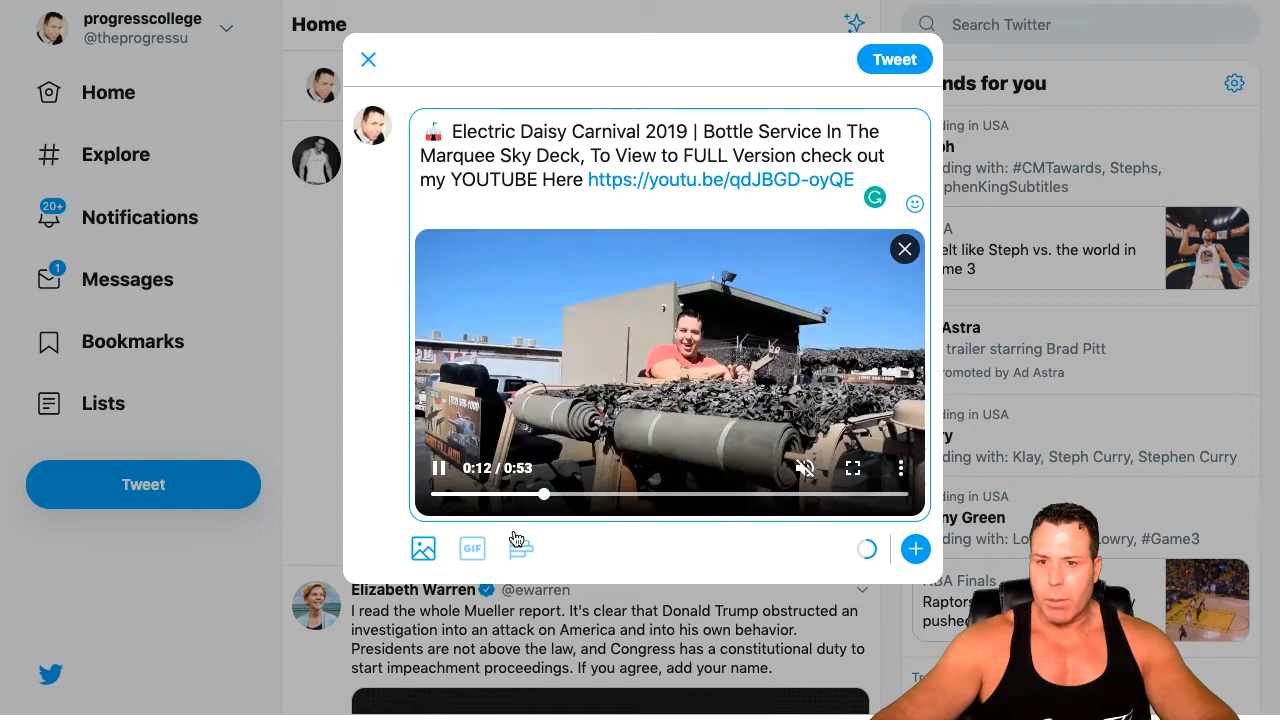 progresscollege
@theprogressu
Home
Explore
20+
Notifications
1
Messages
Bookmarks
Lists
Tweet
Home
Tweet
🎪 Electric Daisy Carnival 2019 | Bottle Service In The
Marquee Sky Deck, To View to FULL Version check out
my YOUTUBE Here https://youtu.be/qdJBGD-oyQE
0:12 / 0:53
GIF
Elizabeth Warren @ewarren
I read the whole Mueller report. It's clear that Donald Trump obstructed an
investigation into an attack on America and into his own behavior.
Presidents are not above the law, and Congress has a constitutional duty to
start impeachment proceedings. If you agree, add your name.
Search Twitter
nds for you
ding in USA
ph
ding with: #CMTawards, Stephs,
phenKingSubtitles
A
elt like Steph vs. the world in
me 3
Astra
trailer starring Brad Pitt
romoted by Ad Astra
ding in USA
ry
ding with: Klay, Steph Curry, Stephen Curry
ding in USA
ny Green
ding with: Lo owry, #Game3
NBA Finals
Raptors
pushed